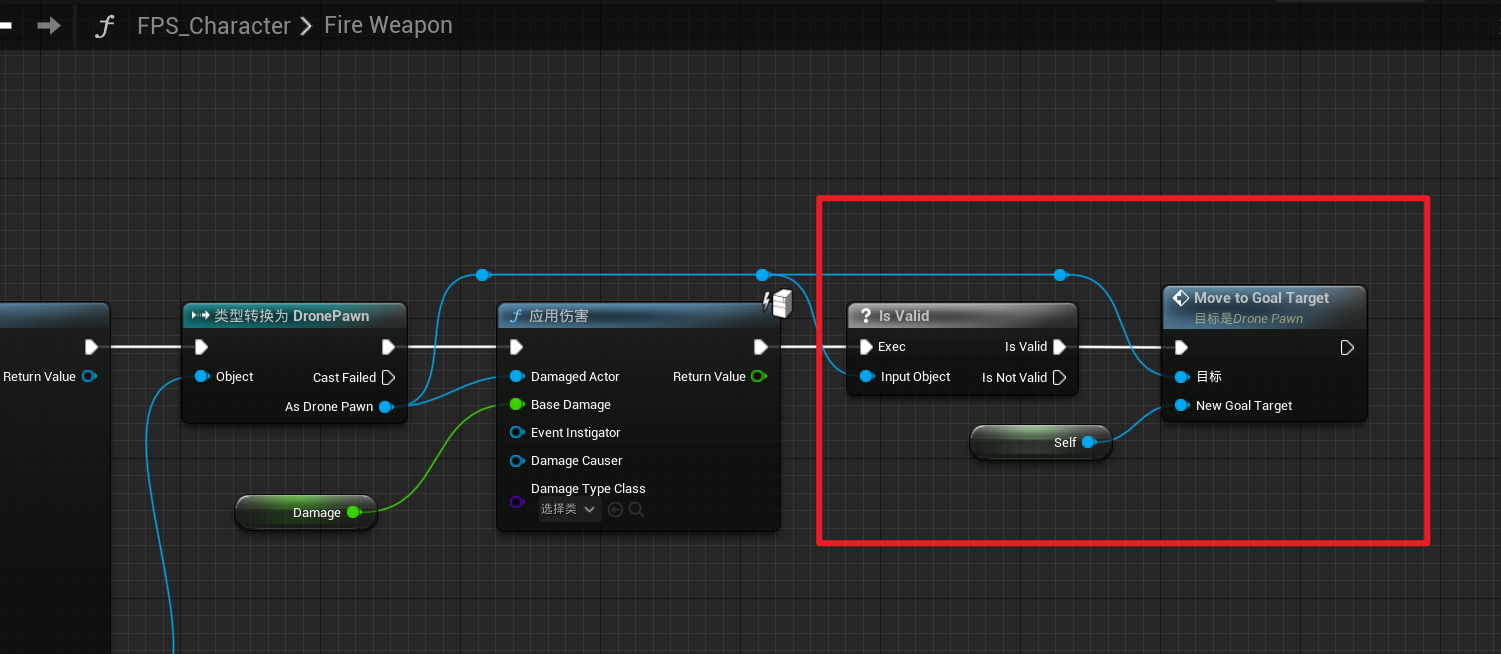 FPS_Character > Fire Weapon
Return Value
类型转换为 DronePawn
Object
Cast Failed
As Drone Pawn
Damage
应用伤害
Damaged Actor
Return Value
Base Damage
Event Instigator
Damage Causer
Damage Type Class
选择类
? Is Valid
Exec
Is Valid
Input Object
Is Not Valid
Self
Move to Goal Target
目标是Drone Pawn
目标
New Goal Target